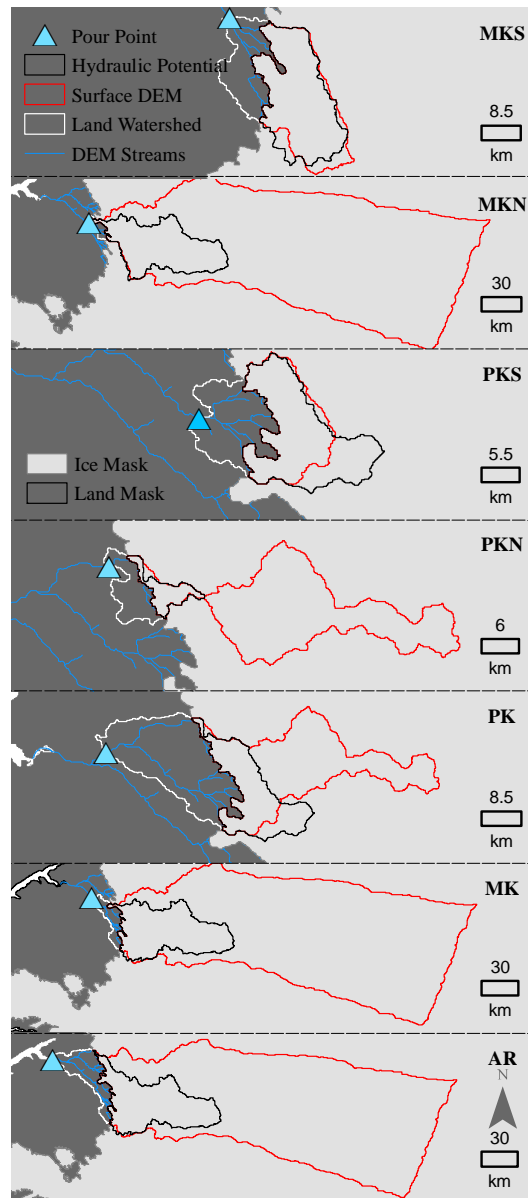 MKS
Pour Point
Hydraulic Potential
Surface DEM
Land Watershed
DEM Streams
8.5
km
MKN
30
km
PKS
5.5
km
Ice Mask
Land Mask
PKN
6
km
PK
8.5
km
MK
30
km
AR
N
30
km